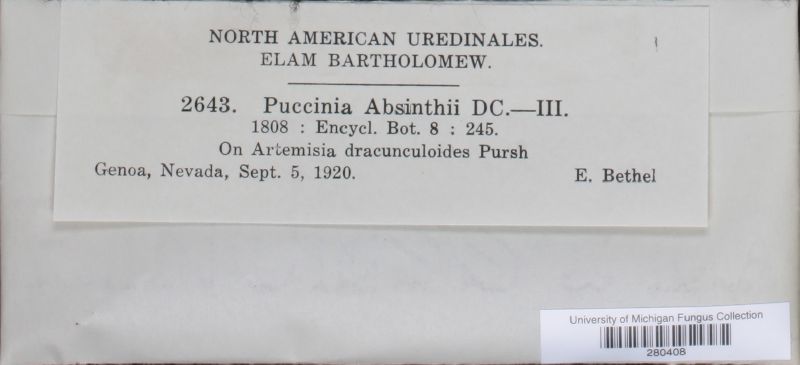 NORTH AMERICAN UREDINALES.
ELAM BARTHOLOMEW.
2643. Puccinia Absinthii DC.—III.
1808 : Encycl. Bot. 8 : 245.
On Artemisia dracunculoides Pursh
Genoa, Nevada, Sept. 5, 1920. E. Bethel
University of Michigan Fungus Collection
280408